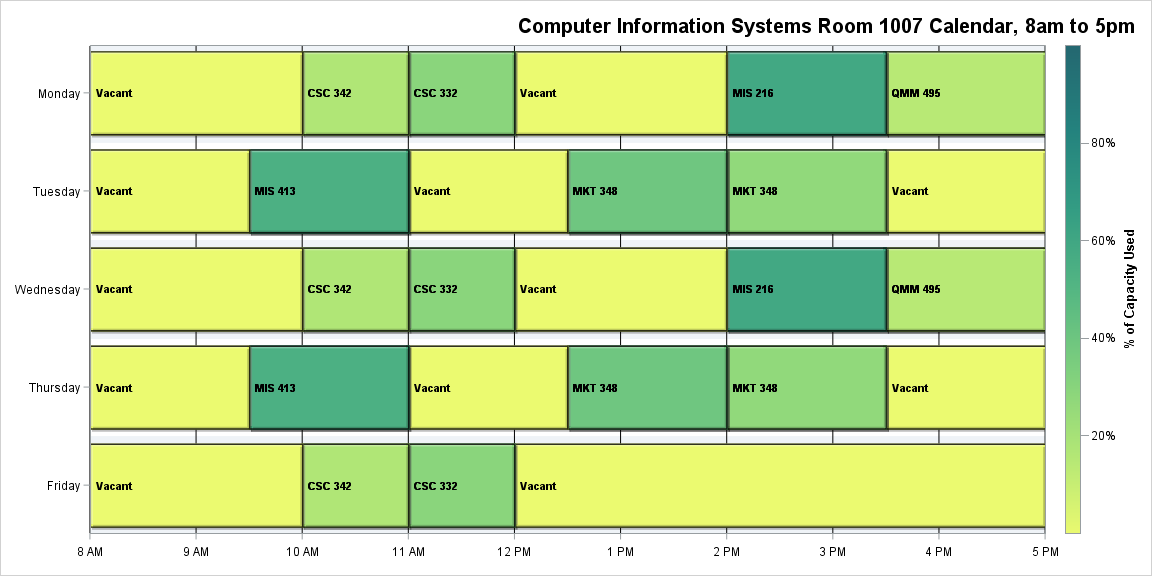 Computer Information Systems Room 1007 Calendar, 8am to 5pm
Monday Vacant CSC 342 CSC 332 Vacant MIS 216 QMM 495
Tuesday Vacant MIS 413 Vacant MKT 348 MKT 348 Vacant
Wednesday Vacant CSC 342 CSC 332 Vacant MIS 216 QMM 495
Thursday Vacant MIS 413 Vacant MKT 348 MKT 348 Vacant
Friday Vacant CSC 342 CSC 332 Vacant
8 AM 9 AM 10 AM 11 AM 12 PM 1 PM 2 PM 3 PM 4 PM 5 PM
80%
60%
40%
20%
% of Capacity Used